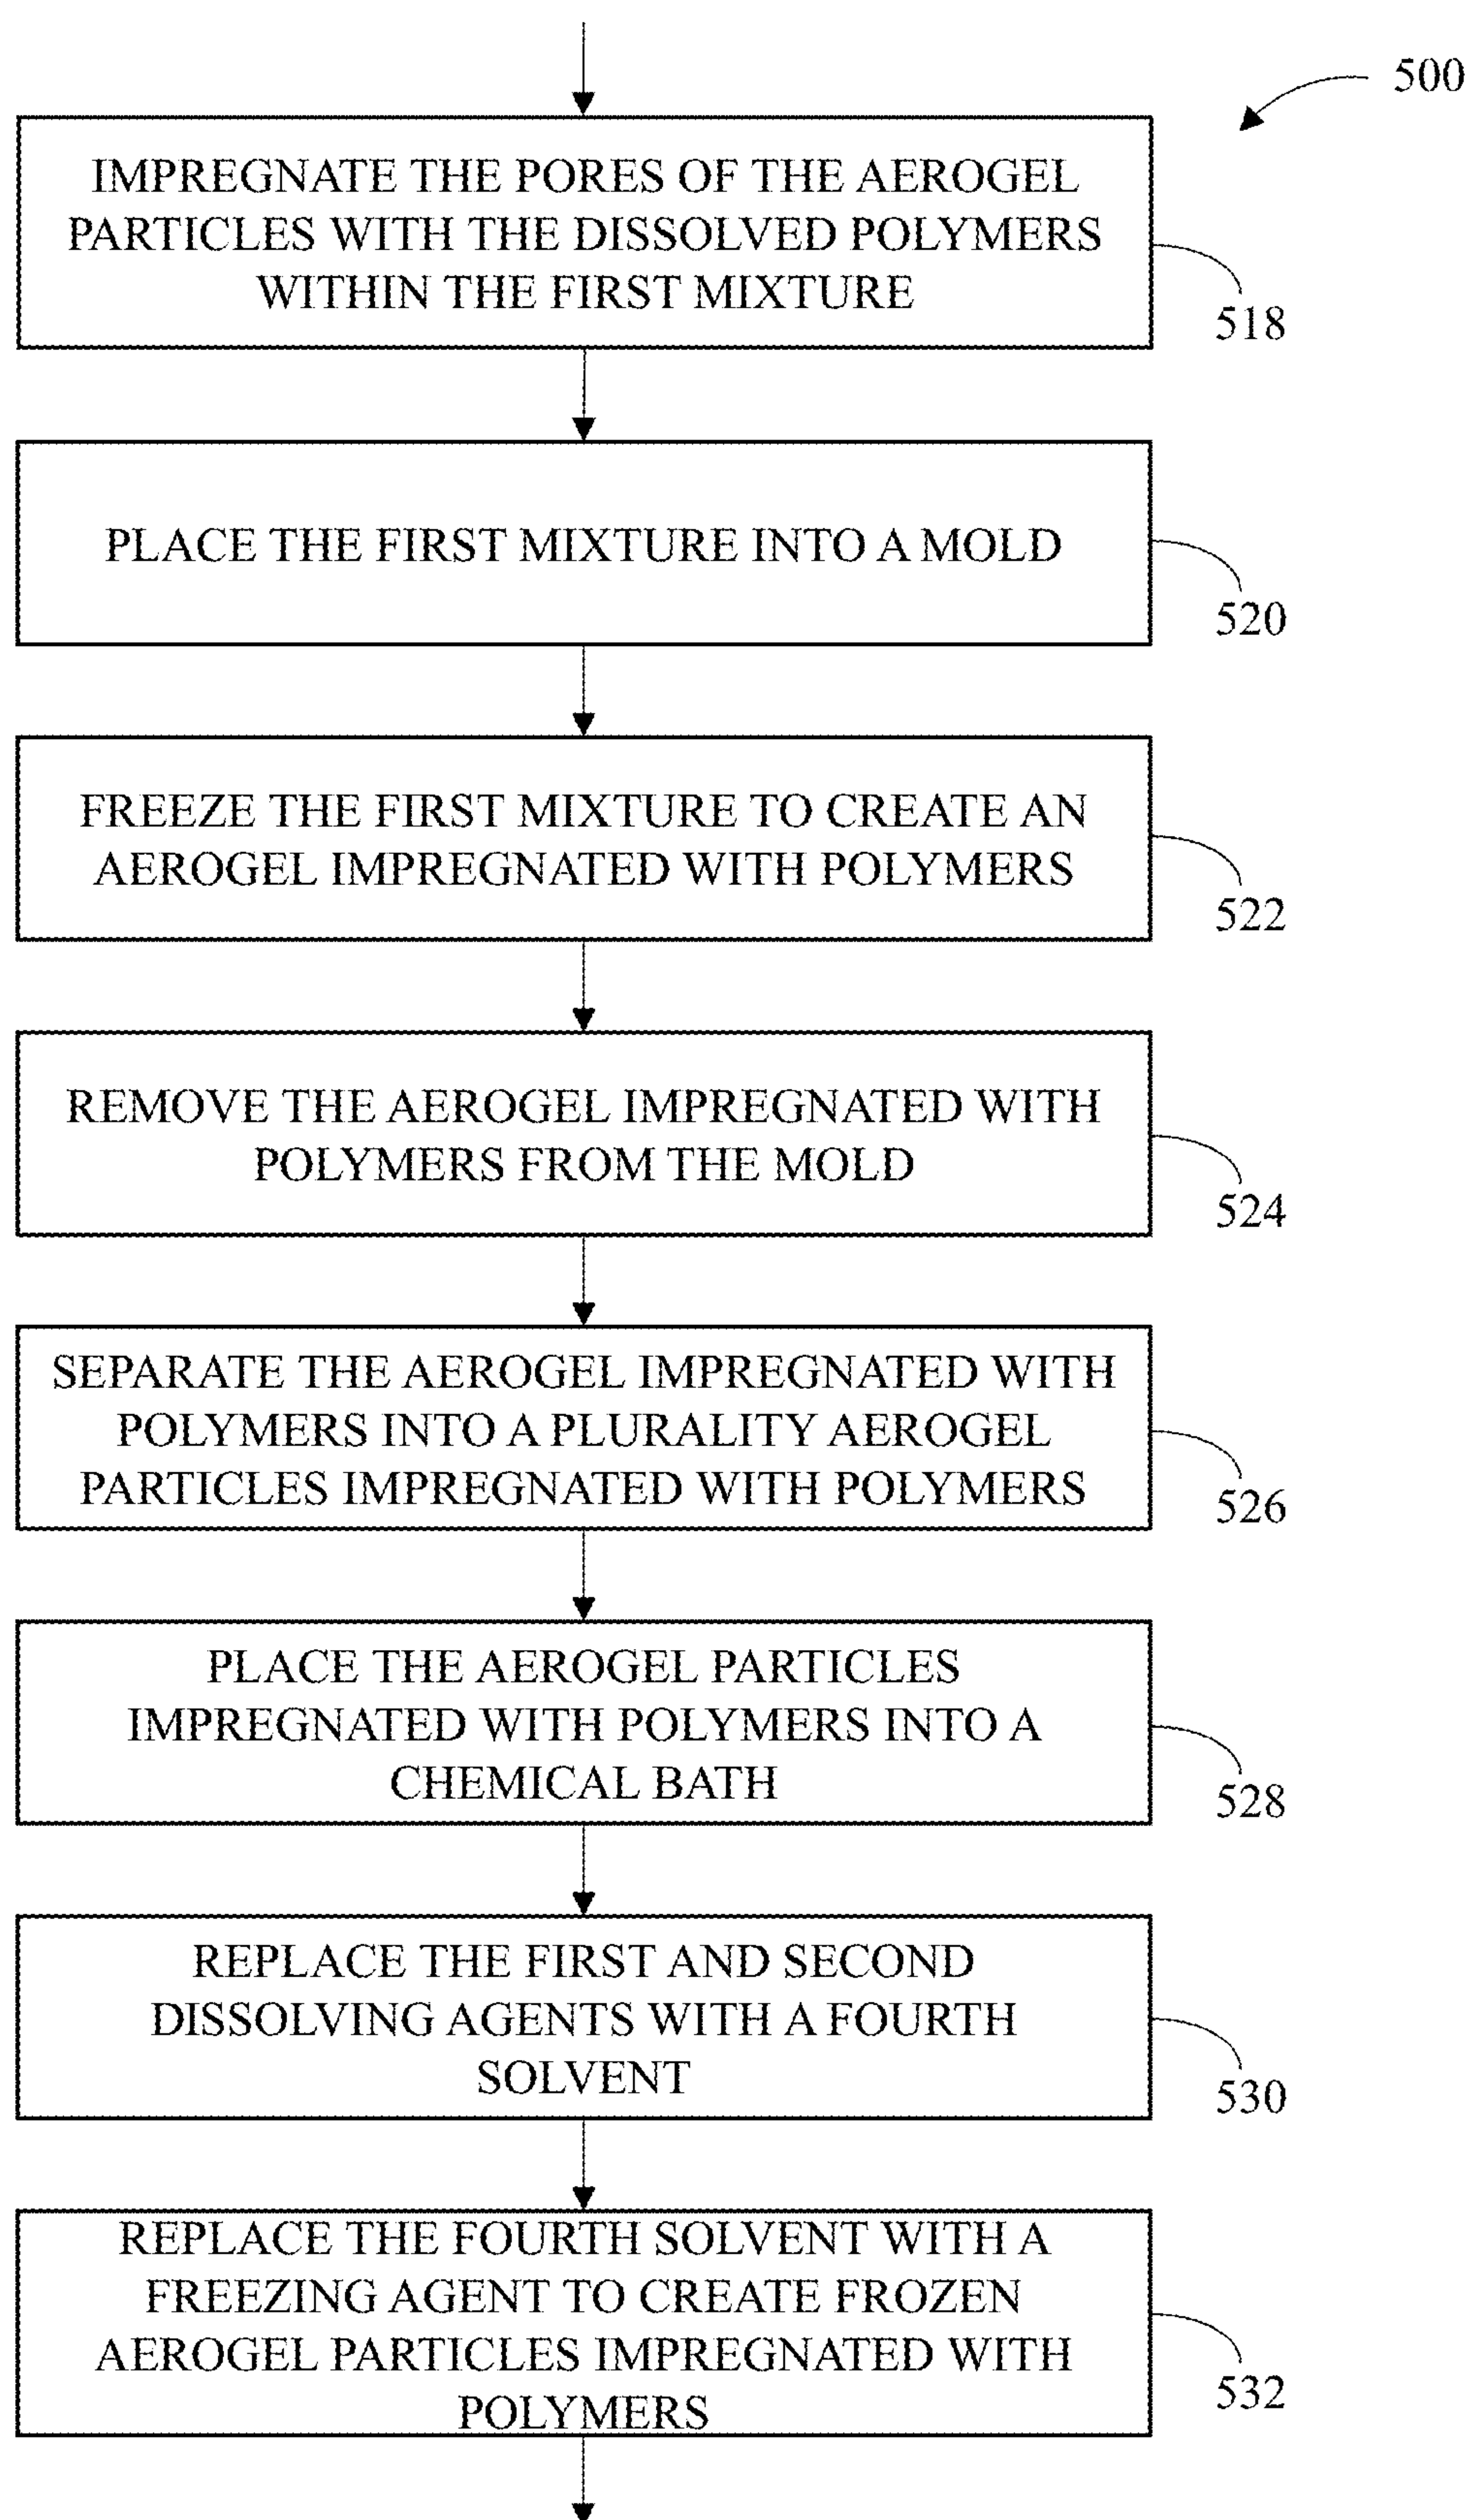 500
IMPREGNATE THE PORES OF THE AEROGEL
PARTICLES WITH THE DISSOLVED POLYMERS
WITHIN THE FIRST MIXTURE
518
PLACE THE FIRST MIXTURE INTO A MOLD
520
FREEZE THE FIRST MIXTURE TO CREATE AN
AEROGEL IMPREGNATED WITH POLYMERS
522
REMOVE THE AEROGEL IMPREGNATED WITH
POLYMERS FROM THE MOLD
524
SEPARATE THE AEROGEL IMPREGNATED WITH
POLYMERS INTO A PLURALITY AEROGEL
PARTICLES IMPREGNATED WITH POLYMERS
526
PLACE THE AEROGEL PARTICLES
IMPREGNATED WITH POLYMERS INTO A
CHEMICAL BATH
528
REPLACE THE FIRST AND SECOND
DISSOLVING AGENTS WITH A FOURTH
SOLVENT
530
REPLACE THE FOURTH SOLVENT WITH A
FREEZING AGENT TO CREATE FROZEN
AEROGEL PARTICLES IMPREGNATED WITH
POLYMERS
532